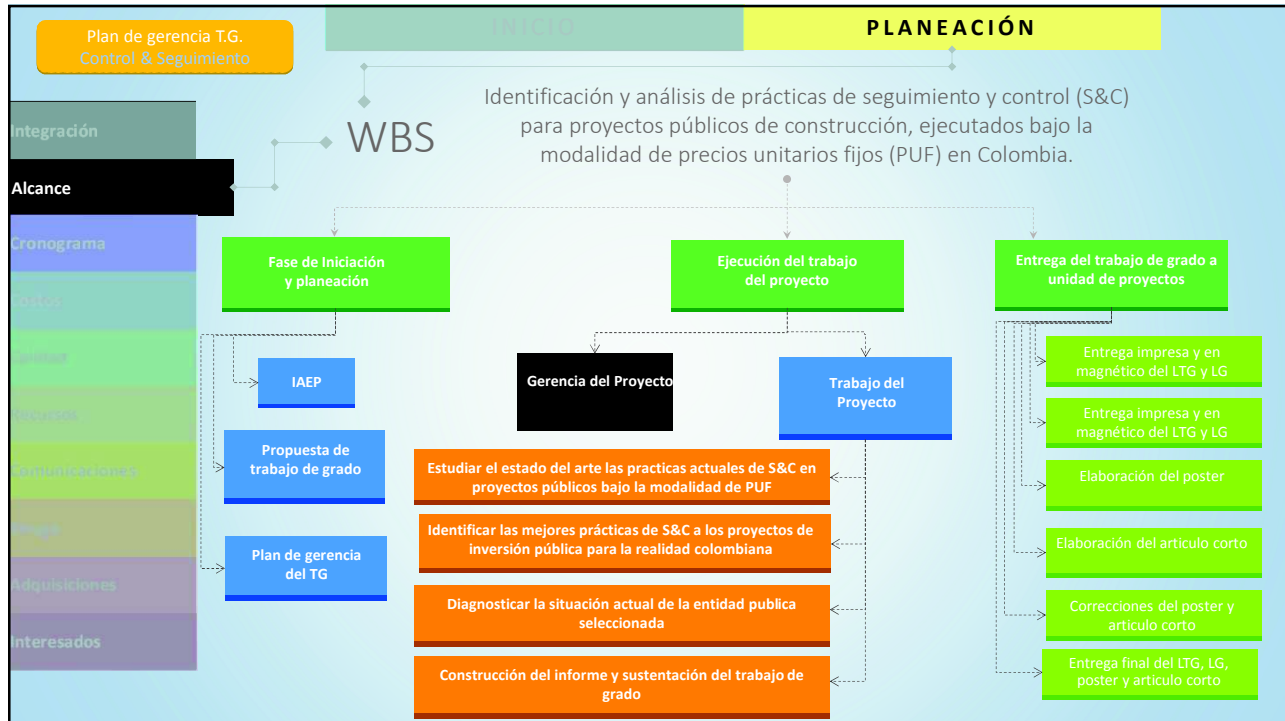 Plan de gerencia T.G.
Control & Seguimiento
INICIO
PLANEACIÓN
WBS
Identificación y análisis de prácticas de seguimiento y control (S&C)
para proyectos públicos de construcción, ejecutados bajo la
modalidad de precios unitarios fijos (PUF) en Colombia.
Integración
Alcance
Cronograma
Costos
Calidad
Recursos
Comunicaciones
Riesgo
Adquisiciones
Interesados
Fase de Iniciación
y planeación
IAEP
Propuesta de
trabajo de grado
Plan de gerencia
del TG
Ejecución del trabajo
del proyecto
Gerencia del Proyecto
Trabajo del
Proyecto
Estudiar el estado del arte las practicas actuales de S&C en
proyectos públicos bajo la modalidad de PUF
Identificar las mejores prácticas de S&C a los proyectos de
inversión pública para la realidad colombiana
Diagnosticar la situación actual de la entidad publica
seleccionada
Construcción del informe y sustentación del trabajo de
grado
Entrega del trabajo de grado a
unidad de proyectos
Entrega impresa y en
magnético del LTG y LG
Entrega impresa y en
magnético del LTG y LG
Elaboración del poster
Elaboración del articulo corto
Correcciones del poster y
articulo corto
Entrega final del LTG, LG,
poster y articulo corto